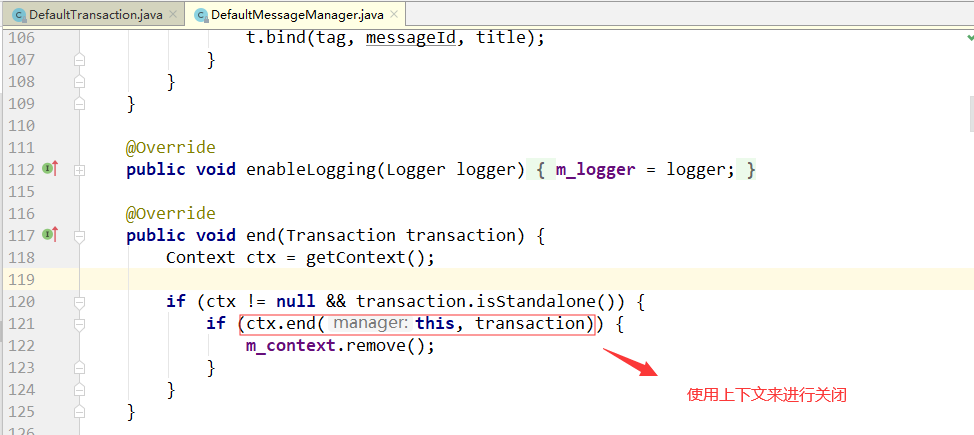 DefaultTransaction.java DefaultMessageManager.java
106 t.bind(tag, messageId, title);
107 }
108 }
109 }
110
111 @Override
112 public void enableLogging(Logger logger) { m_logger = logger; }
115
116 @Override
117 public void end(Transaction transaction) {
118 Context ctx = getContext();
119
120 if (ctx != null && transaction.isStandalone()) {
121 if (ctx.end( manager: this, transaction)) {
122 m_context.remove();
123 }
124 }
125 }
使用上下文来进行关闭
126